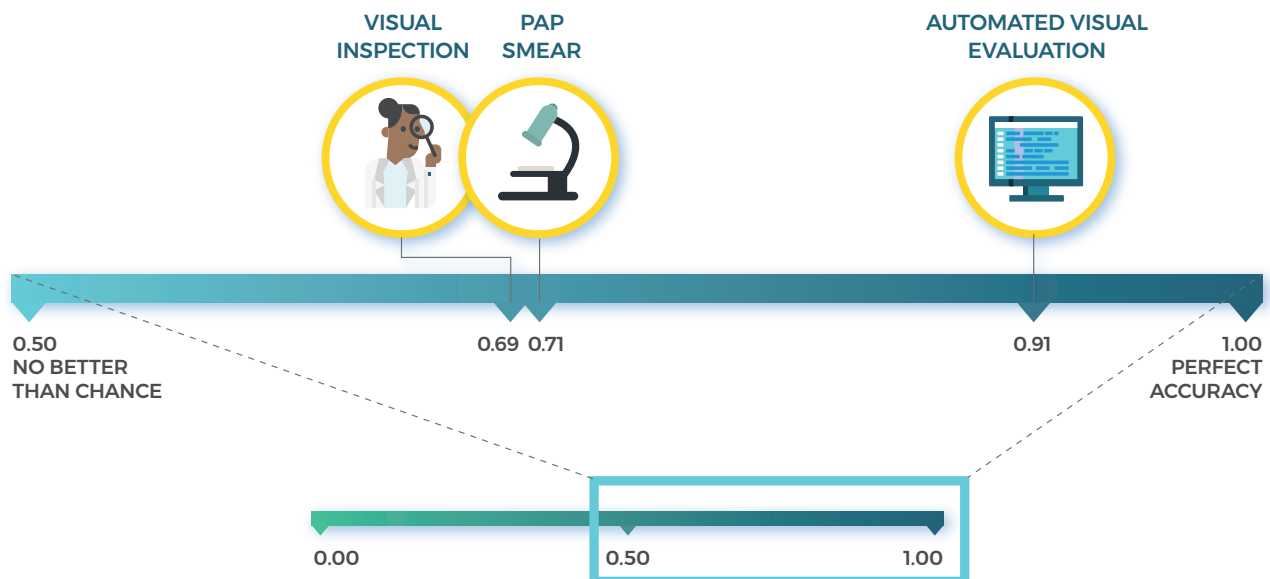 VISUAL
INSPECTION
PAP
SMEAR
AUTOMATED VISUAL
EVALUATION
0.50
NO BETTER
THAN CHANCE
0.69
0.71
0.91
1.00
PERFECT
ACCURACY
0.00
0.50
1.00